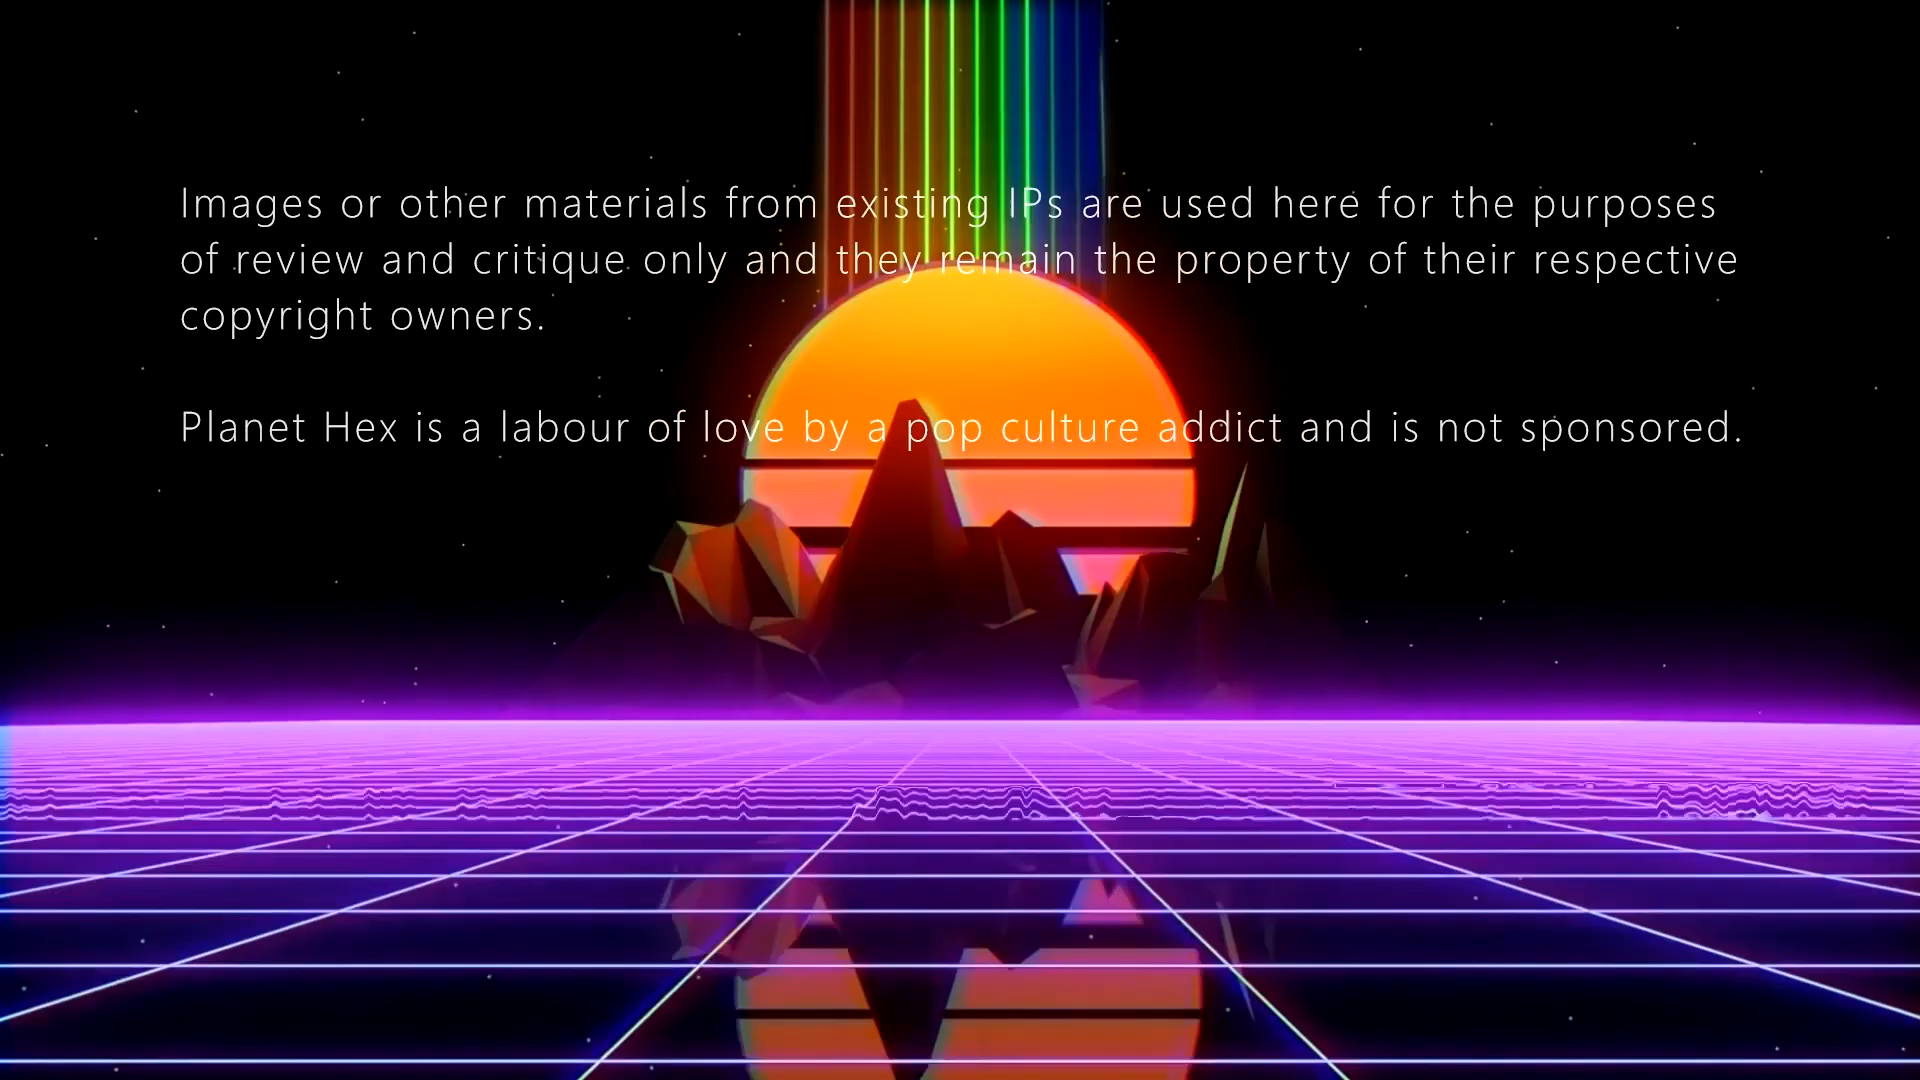 Images or other materials from existing IPs are used here for the purposes
of review and critique only and they remain the property of their respective
copyright owners.
Planet Hex is a labour of love by a pop culture addict and is not sponsored.